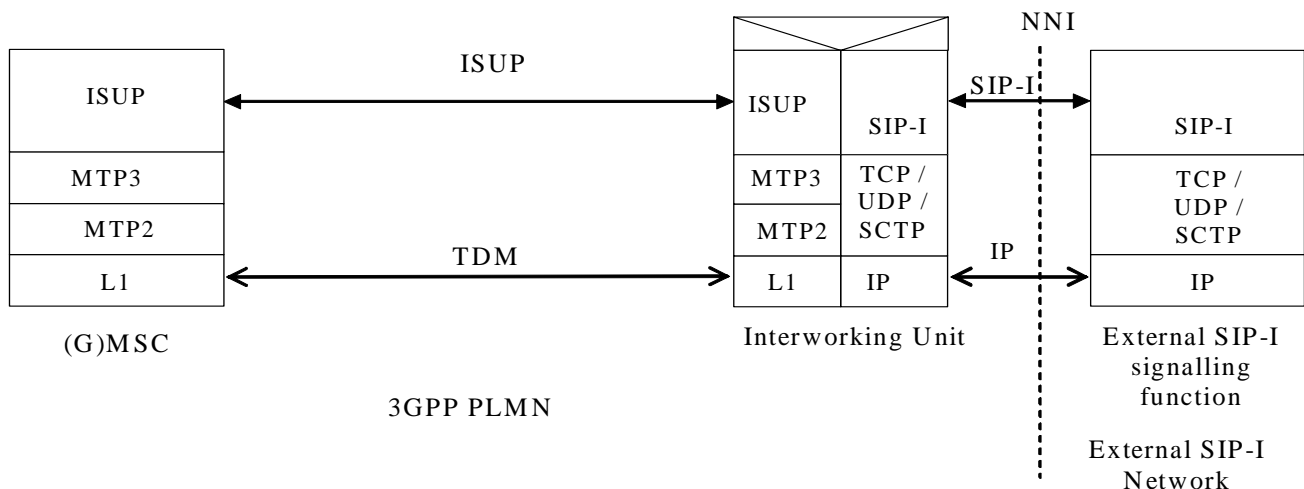 NNI
ISUP
ISUP
MTP3
MTP2
L1
(G)MSC
TDM
ISUP
SIP-I
MTP3
MTP2
L1
TCP /
UDP /
SCTP
IP
Interworking Unit
SIP-I
IP
SIP-I
TCP /
UDP /
SCTP
IP
External SIP-I
signalling
function
3GPP PLMN
External SIP-I
Network